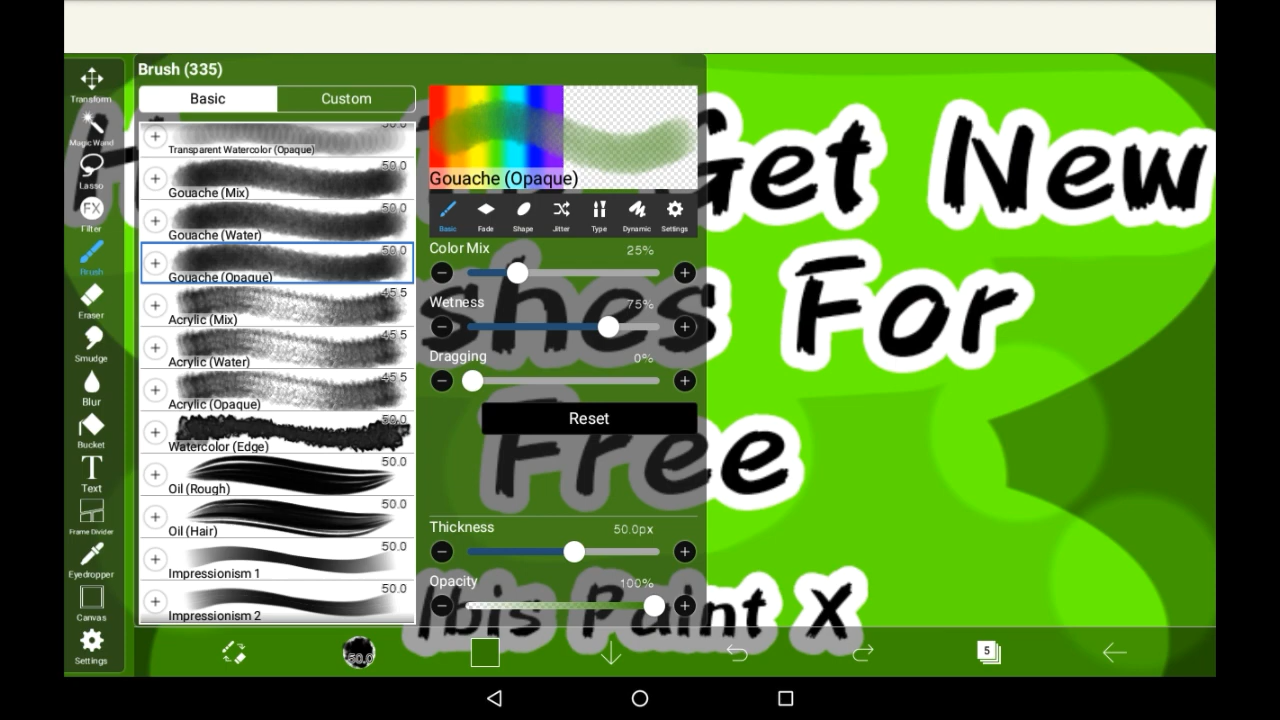 Brush (335)
Basic
Custom
50.0
Transparent Watercolor (Opaque)
50.0
Gouache (Mix)
50.0
Gouache (Water)
50.0
Gouache (Opaque)
45.5
Acrylic (Mix)
45.5
Acrylic (Water)
45.5
Acrylic (Opaque)
50.0
Watercolor (Edge)
50.0
Oil (Rough)
50.0
Oil (Hair)
50.0
Impressionism 1
50.0
Impressionism 2
Transform
Magic Wand
Lasso
FX
Filter
Brush
Eraser
Smudge
Blur
Bucket
T
Text
Frame Divider
Eyedropper
Canvas
Settings
Gouache (Opaque)
Basic Fade Shape Jitter Type Dynamic Settings
Color Mix 25%
Wetness 75%
Dragging 0%
Reset
Thickness 50.0px
Opacity 100%
Get New
shes For
Free
Ibis Paint X
50.0
5